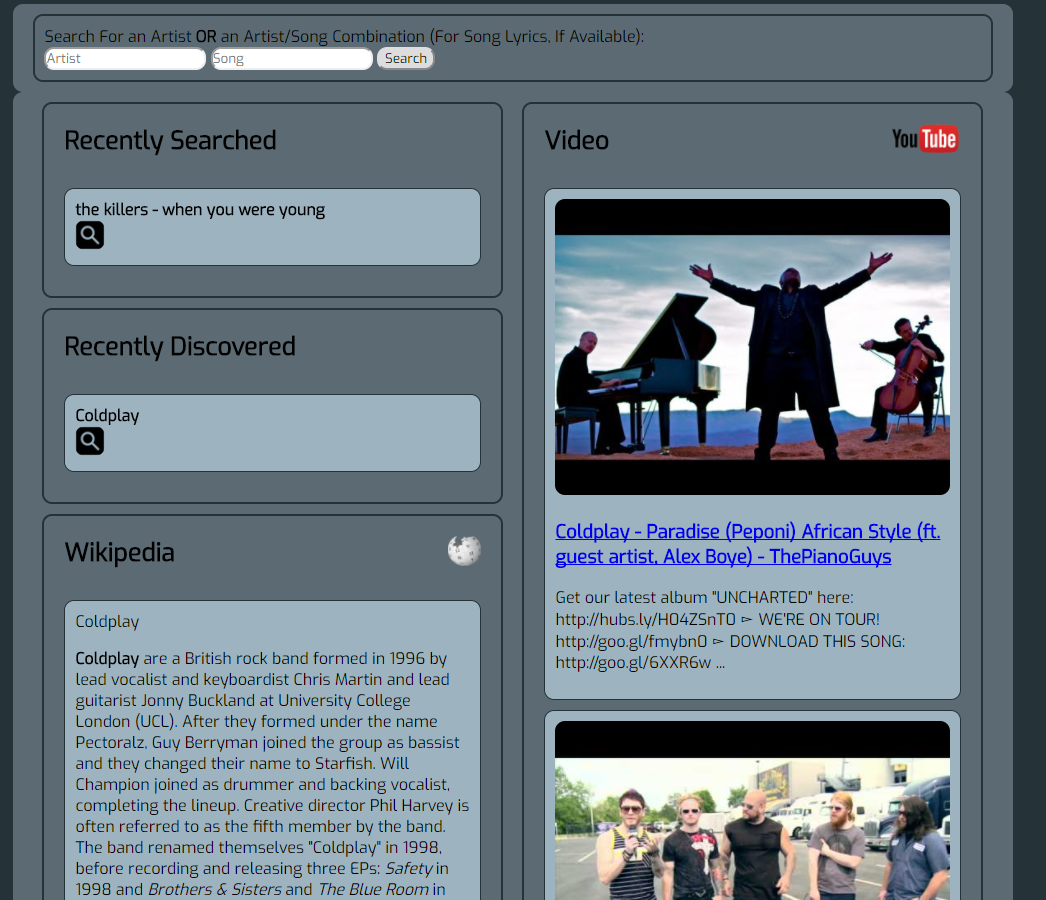 Search For an Artist OR an Artist/Song Combination (For Song Lyrics, If Available):
Artist Song Search
Recently Searched
the killers - when you were young
Recently Discovered
Coldplay
Wikipedia
Coldplay
Coldplay are a British rock band formed in 1996 by
lead vocalist and keyboardist Chris Martin and lead
guitarist Jonny Buckland at University College
London (UCL). After they formed under the name
Pectoralz, Guy Berryman joined the group as bassist
and they changed their name to Starfish. Will
Champion joined as drummer and backing vocalist,
completing the lineup. Creative director Phil Harvey is
often referred to as the fifth member by the band.
The band renamed themselves "Coldplay" in 1998,
before recording and releasing three EPs: Safety in
1998 and Brothers & Sisters and The Blue Room in
Video
YouTube
Coldplay - Paradise (Peponi) African Style (ft.
guest artist, Alex Boye) - ThePianoGuys
Get our latest album "UNCHARTED" here:
http://hubs.ly/H04ZSnT0 ► WE'RE ON TOUR!
http://goo.gl/fmybn0 ► DOWNLOAD THIS SONG:
http://goo.gl/6XXR6w ...